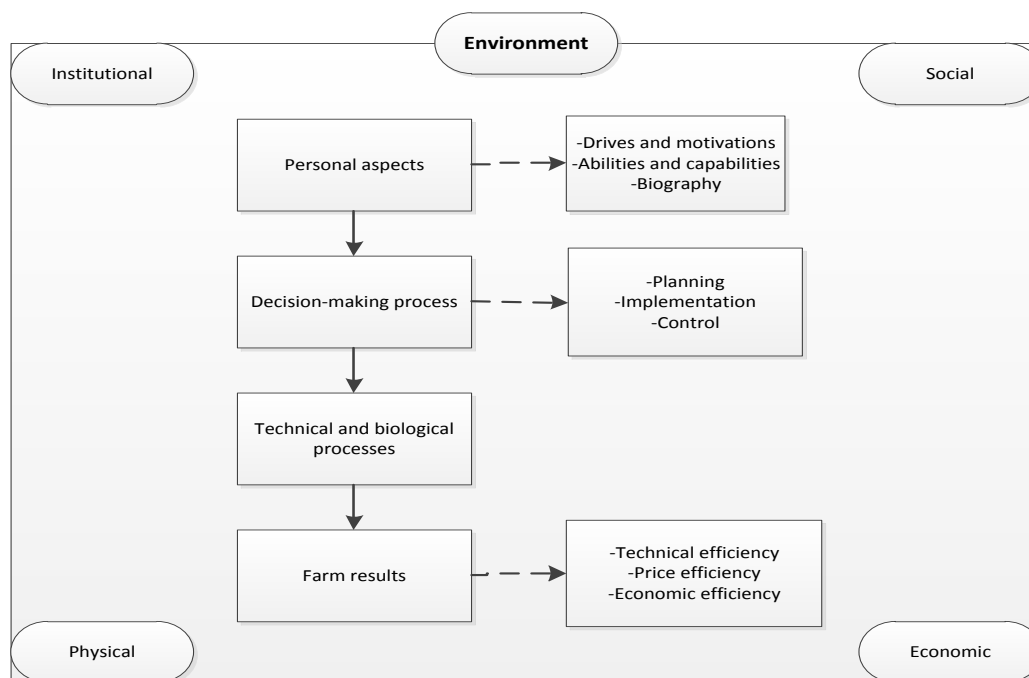 Environment
Institutional
Social
Personal aspects
-Drives and motivations
-Abilities and capabilities
-Biography
Decision-making process
-Planning
-Implementation
-Control
Technical and biological
processes
Farm results
-Technical efficiency
-Price efficiency
-Economic efficiency
Physical
Economic